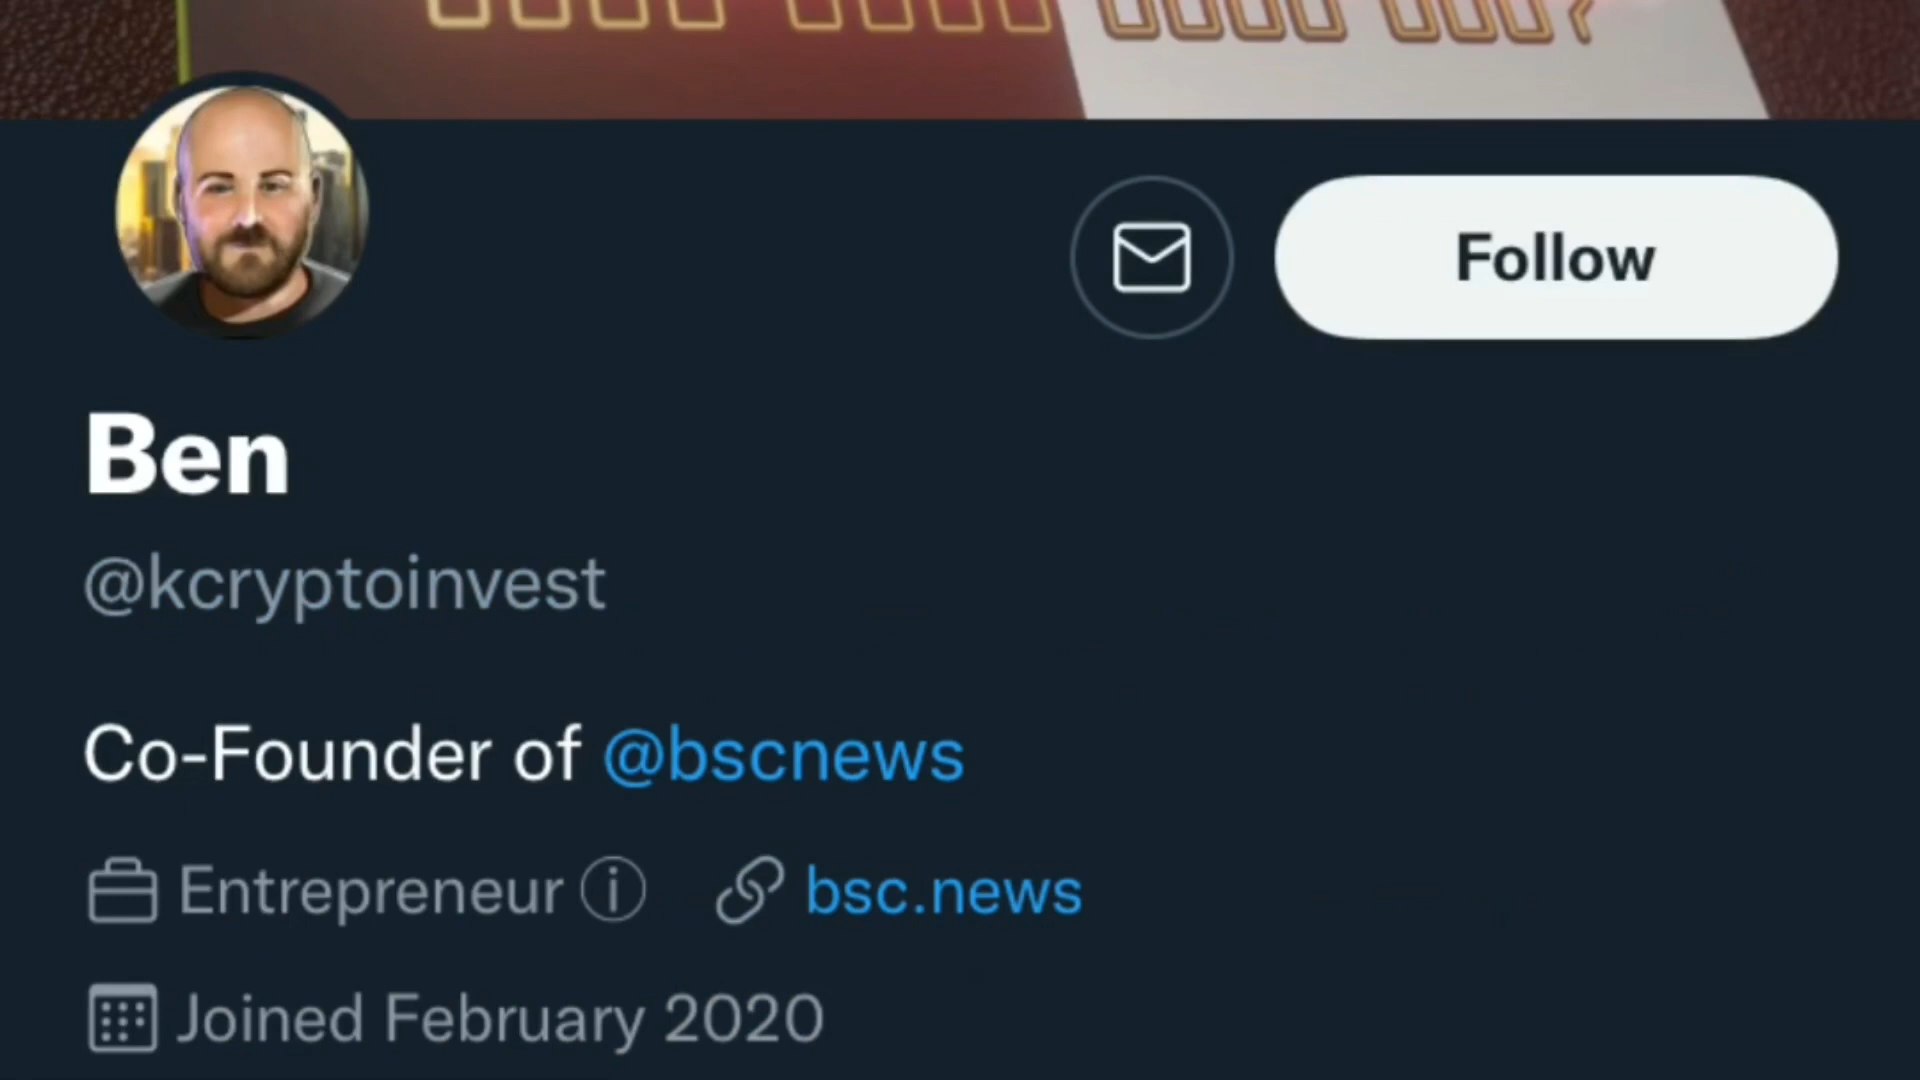 Follow
Ben
@kcryptoinvest
Co-Founder of @bscnews
Entrepreneur bsc.news
Joined February 2020